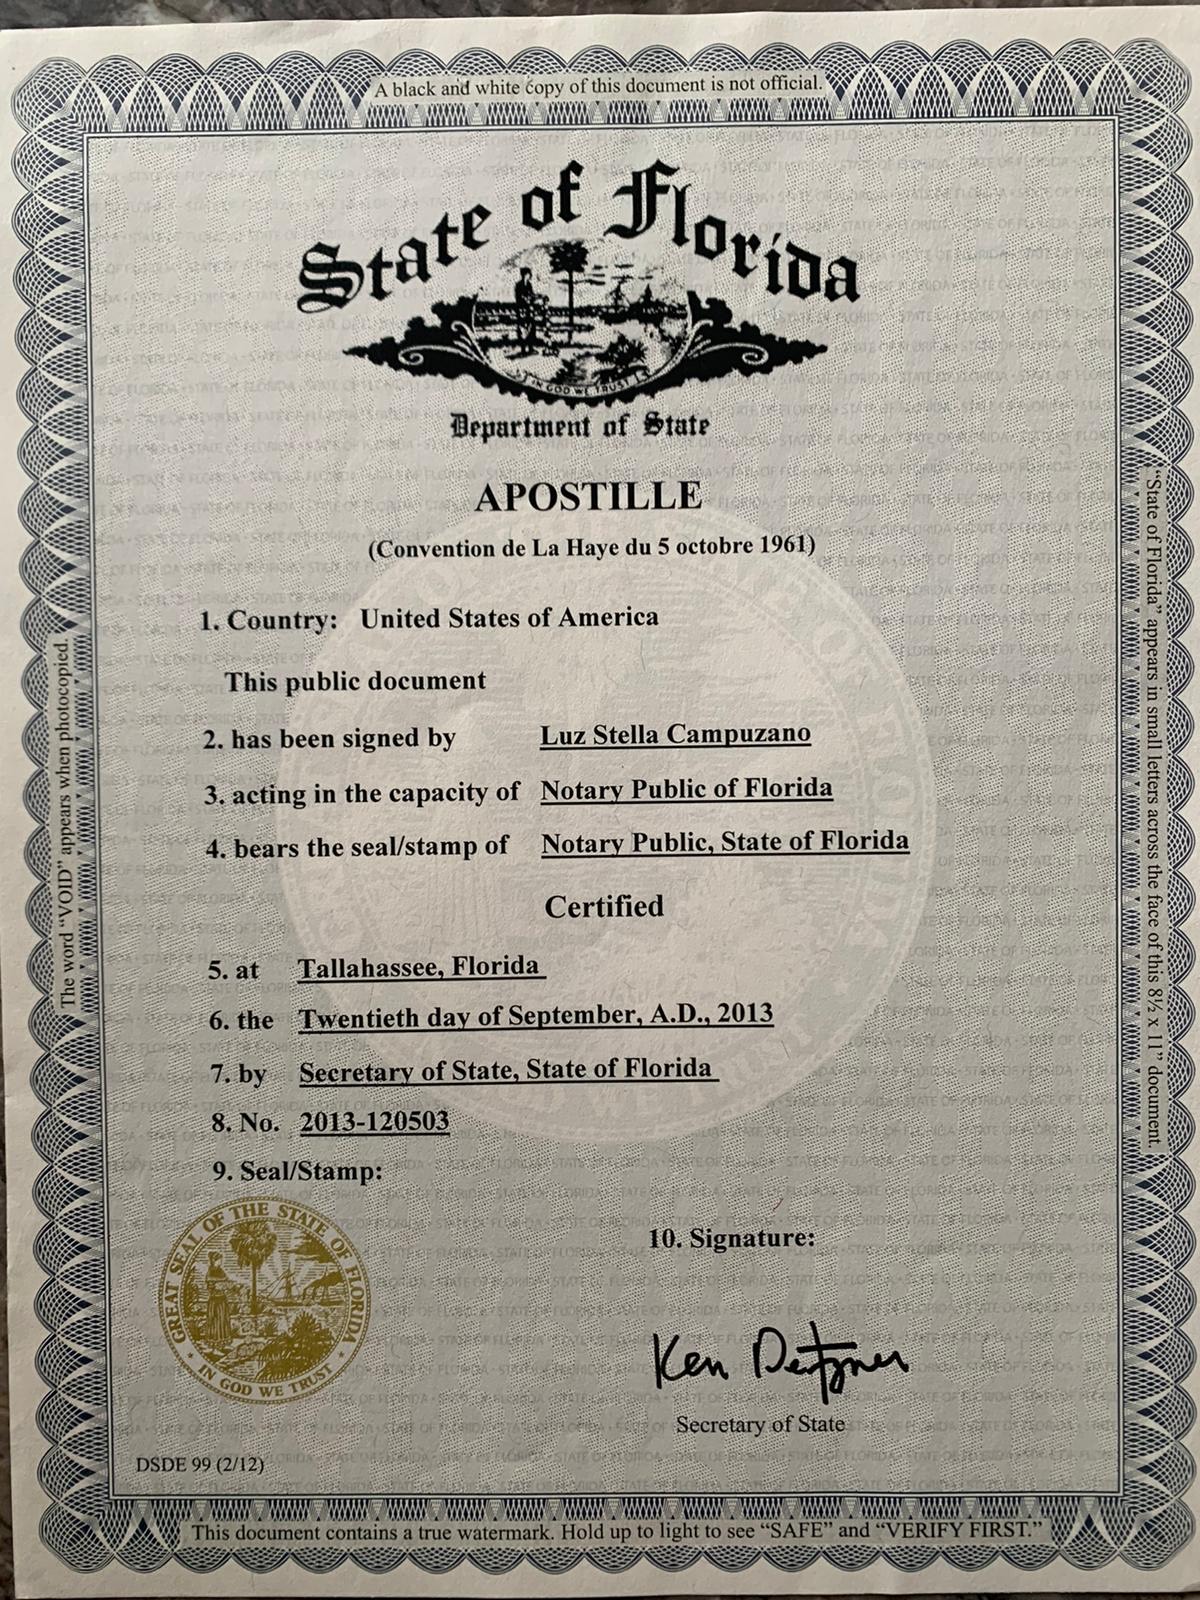 A black and white copy of this document is not official.
State of Florida
IN GOD WE TRUST
Department of State
APOSTILLE
(Convention de La Haye du 5 octobre 1961)
1. Country: United States of America
This public document
2. has been signed by Luz Stella Campuzano
3. acting in the capacity of Notary Public of Florida
4. bears the seal/stamp of Notary Public, State of Florida
Certified
5. at Tallahassee, Florida
6. the Twentieth day of September, A.D., 2013
7. by Secretary of State, State of Florida
8. No. 2013-120503
9. Seal/Stamp:
GREAT SEAL OF THE STATE OF FLORIDA
IN GOD WE TRUST
10. Signature:
Ken Detzner
Secretary of State
DSDE 99 (2/12)
This document contains a true watermark. Hold up to light to see “SAFE” and “VERIFY FIRST.”
The word “VOID” appears when photocopied.
“State of Florida” appears in small letters across the face of this 8½ x 11” document.